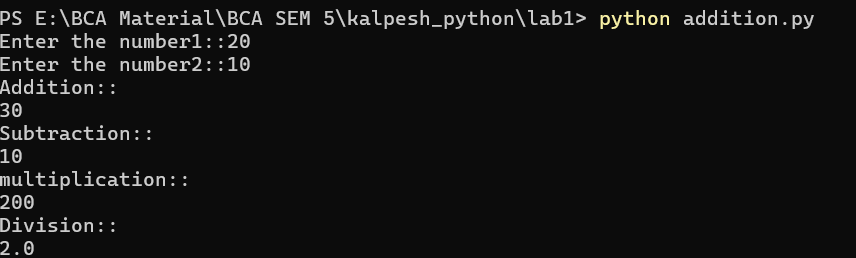 PS E:\BCA Material\BCA SEM 5\kalpesh_python\lab1> python addition.py
Enter the number1::20
Enter the number2::10
Addition::
30
Subtraction::
10
multiplication::
200
Division::
2.0